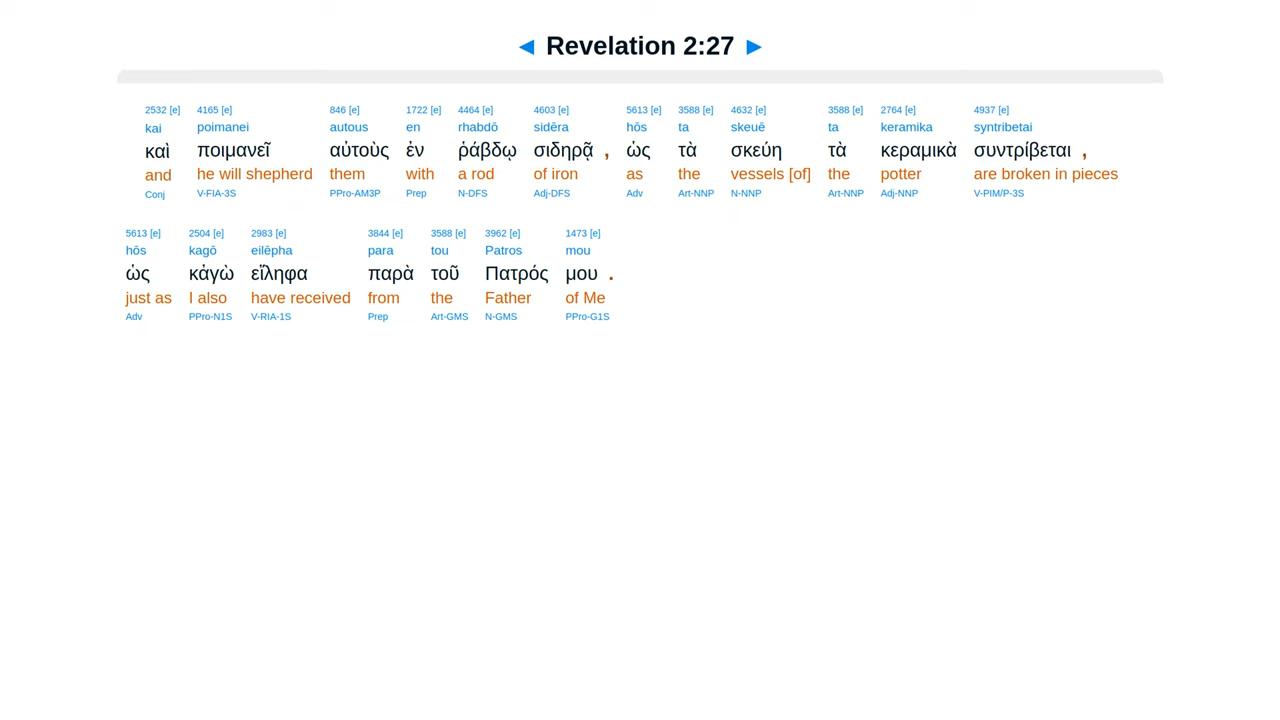 ◄ Revelation 2:27 ►
2532 [e] 4165 [e] 846 [e] 1722 [e] 4464 [e] 4603 [e] 5613 [e] 3588 [e] 4632 [e] 3588 [e] 2764 [e] 4937 [e]
kai poimanei autous en rhabdō sidēra hōs ta skeuē ta keramika syntribetai
καὶ ποιμανεῖ αὐτοὺς ἐν ῥάβδῳ σιδηρᾷ , ὡς τὰ σκεύη τὰ κεραμικὰ συντρίβεται ,
and he will shepherd them with a rod of iron as the vessels [of] the potter are broken in pieces
Conj V-FIA-3S PPro-AM3P Prep N-DFS Adj-DFS Adv Art-NNP N-NNP Art-NNP Adj-NNP V-PIM/P-3S
5613 [e] 2504 [e] 2983 [e] 3844 [e] 3588 [e] 3962 [e] 1473 [e]
hōs kagō eilēpha para tou Patros mou
ὡς κἀγὼ εἴληφα παρὰ τοῦ Πατρός μου .
just as I also have received from the Father of Me
Adv PPro-N1S V-RIA-1S Prep Art-GMS N-GMS PPro-G1S